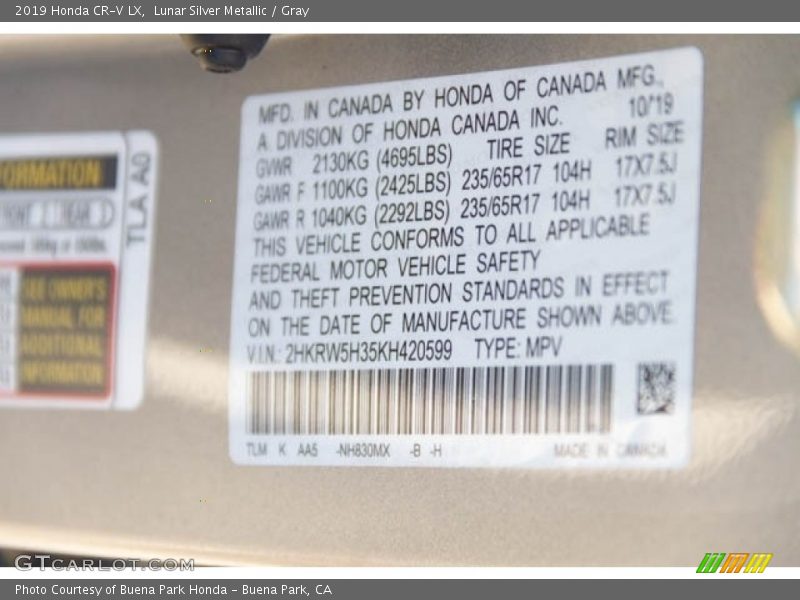 2019 Honda CR-V LX, Lunar Silver Metallic / Gray
MFD. IN CANADA BY HONDA OF CANADA MFG.,
A DIVISION OF HONDA CANADA INC. 10/19
GVWR 2130KG (4695LBS) TIRE SIZE RIM SIZE
GAWR F 1100KG (2425LBS) 235/65R17 104H 17X7.5J
GAWR R 1040KG (2292LBS) 235/65R17 104H 17X7.5J
THIS VEHICLE CONFORMS TO ALL APPLICABLE
FEDERAL MOTOR VEHICLE SAFETY
AND THEFT PREVENTION STANDARDS IN EFFECT
ON THE DATE OF MANUFACTURE SHOWN ABOVE.
V.I.N.: 2HKRW5H35KH420599 TYPE: MPV
TLM K AA5 -NH830MX -B -H MADE IN CANADA
ORMATION
TLA A0
SEE OWNER'S
MANUAL FOR
ADDITIONAL
INFORMATION
GTCARLOT.COM
Photo Courtesy of Buena Park Honda - Buena Park, CA